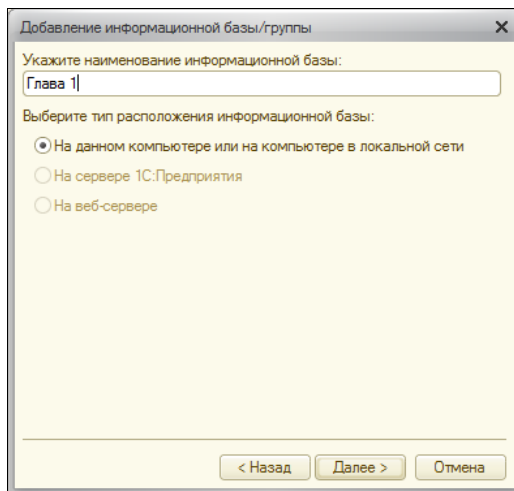 Добавление информационной базы/группы
Укажите наименование информационной базы:
Глава 1
Выберите тип расположения информационной базы:
На данном компьютере или на компьютере в локальной сети
На сервере 1С:Предприятия
На веб-сервере
< Назад Далее > Отмена